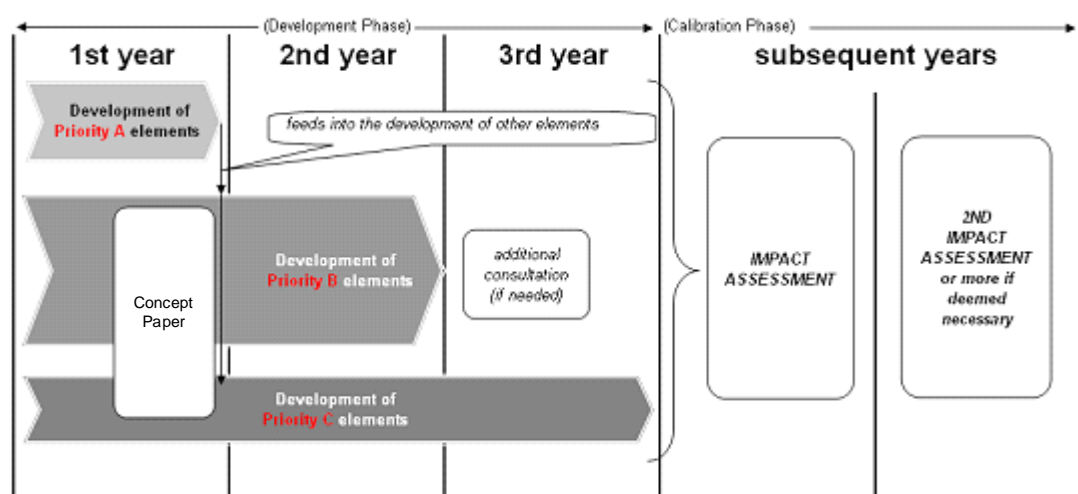 (Development Phase)
(Calibration Phase)
1st year
2nd year
3rd year
subsequent years
Development of
Priority A elements
feeds into the development of other elements
Concept
Paper
Development of
Priority B elements
additional
consultation
(if needed)
IMPACT
ASSESSMENT
2ND
IMPACT
ASSESSMENT
or more if
deemed
necessary
Development of
Priority C elements